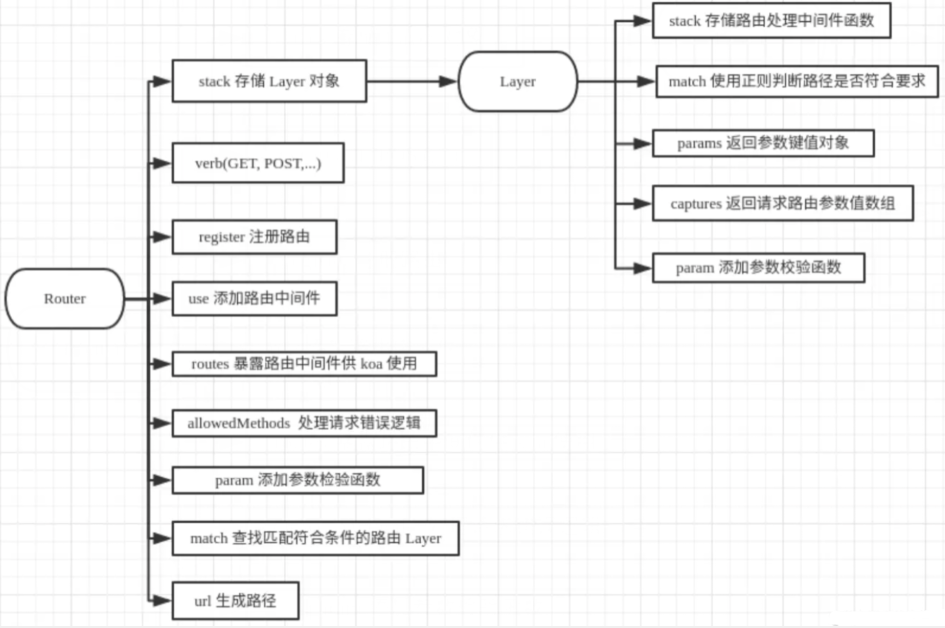 stack 存储路由处理中间件函数
stack 存储 Layer 对象
Layer
match 使用正则判断路径是否符合要求
params 返回参数键值对象
verb(GET, POST,...)
captures 返回请求路由参数值数组
register 注册路由
param 添加参数校验函数
Router
use 添加路由中间件
routes 暴露路由中间件供 koa 使用
allowedMethods 处理请求错误逻辑
param 添加参数检验函数
match 查找匹配符合条件的路由 Layer
url 生成路径